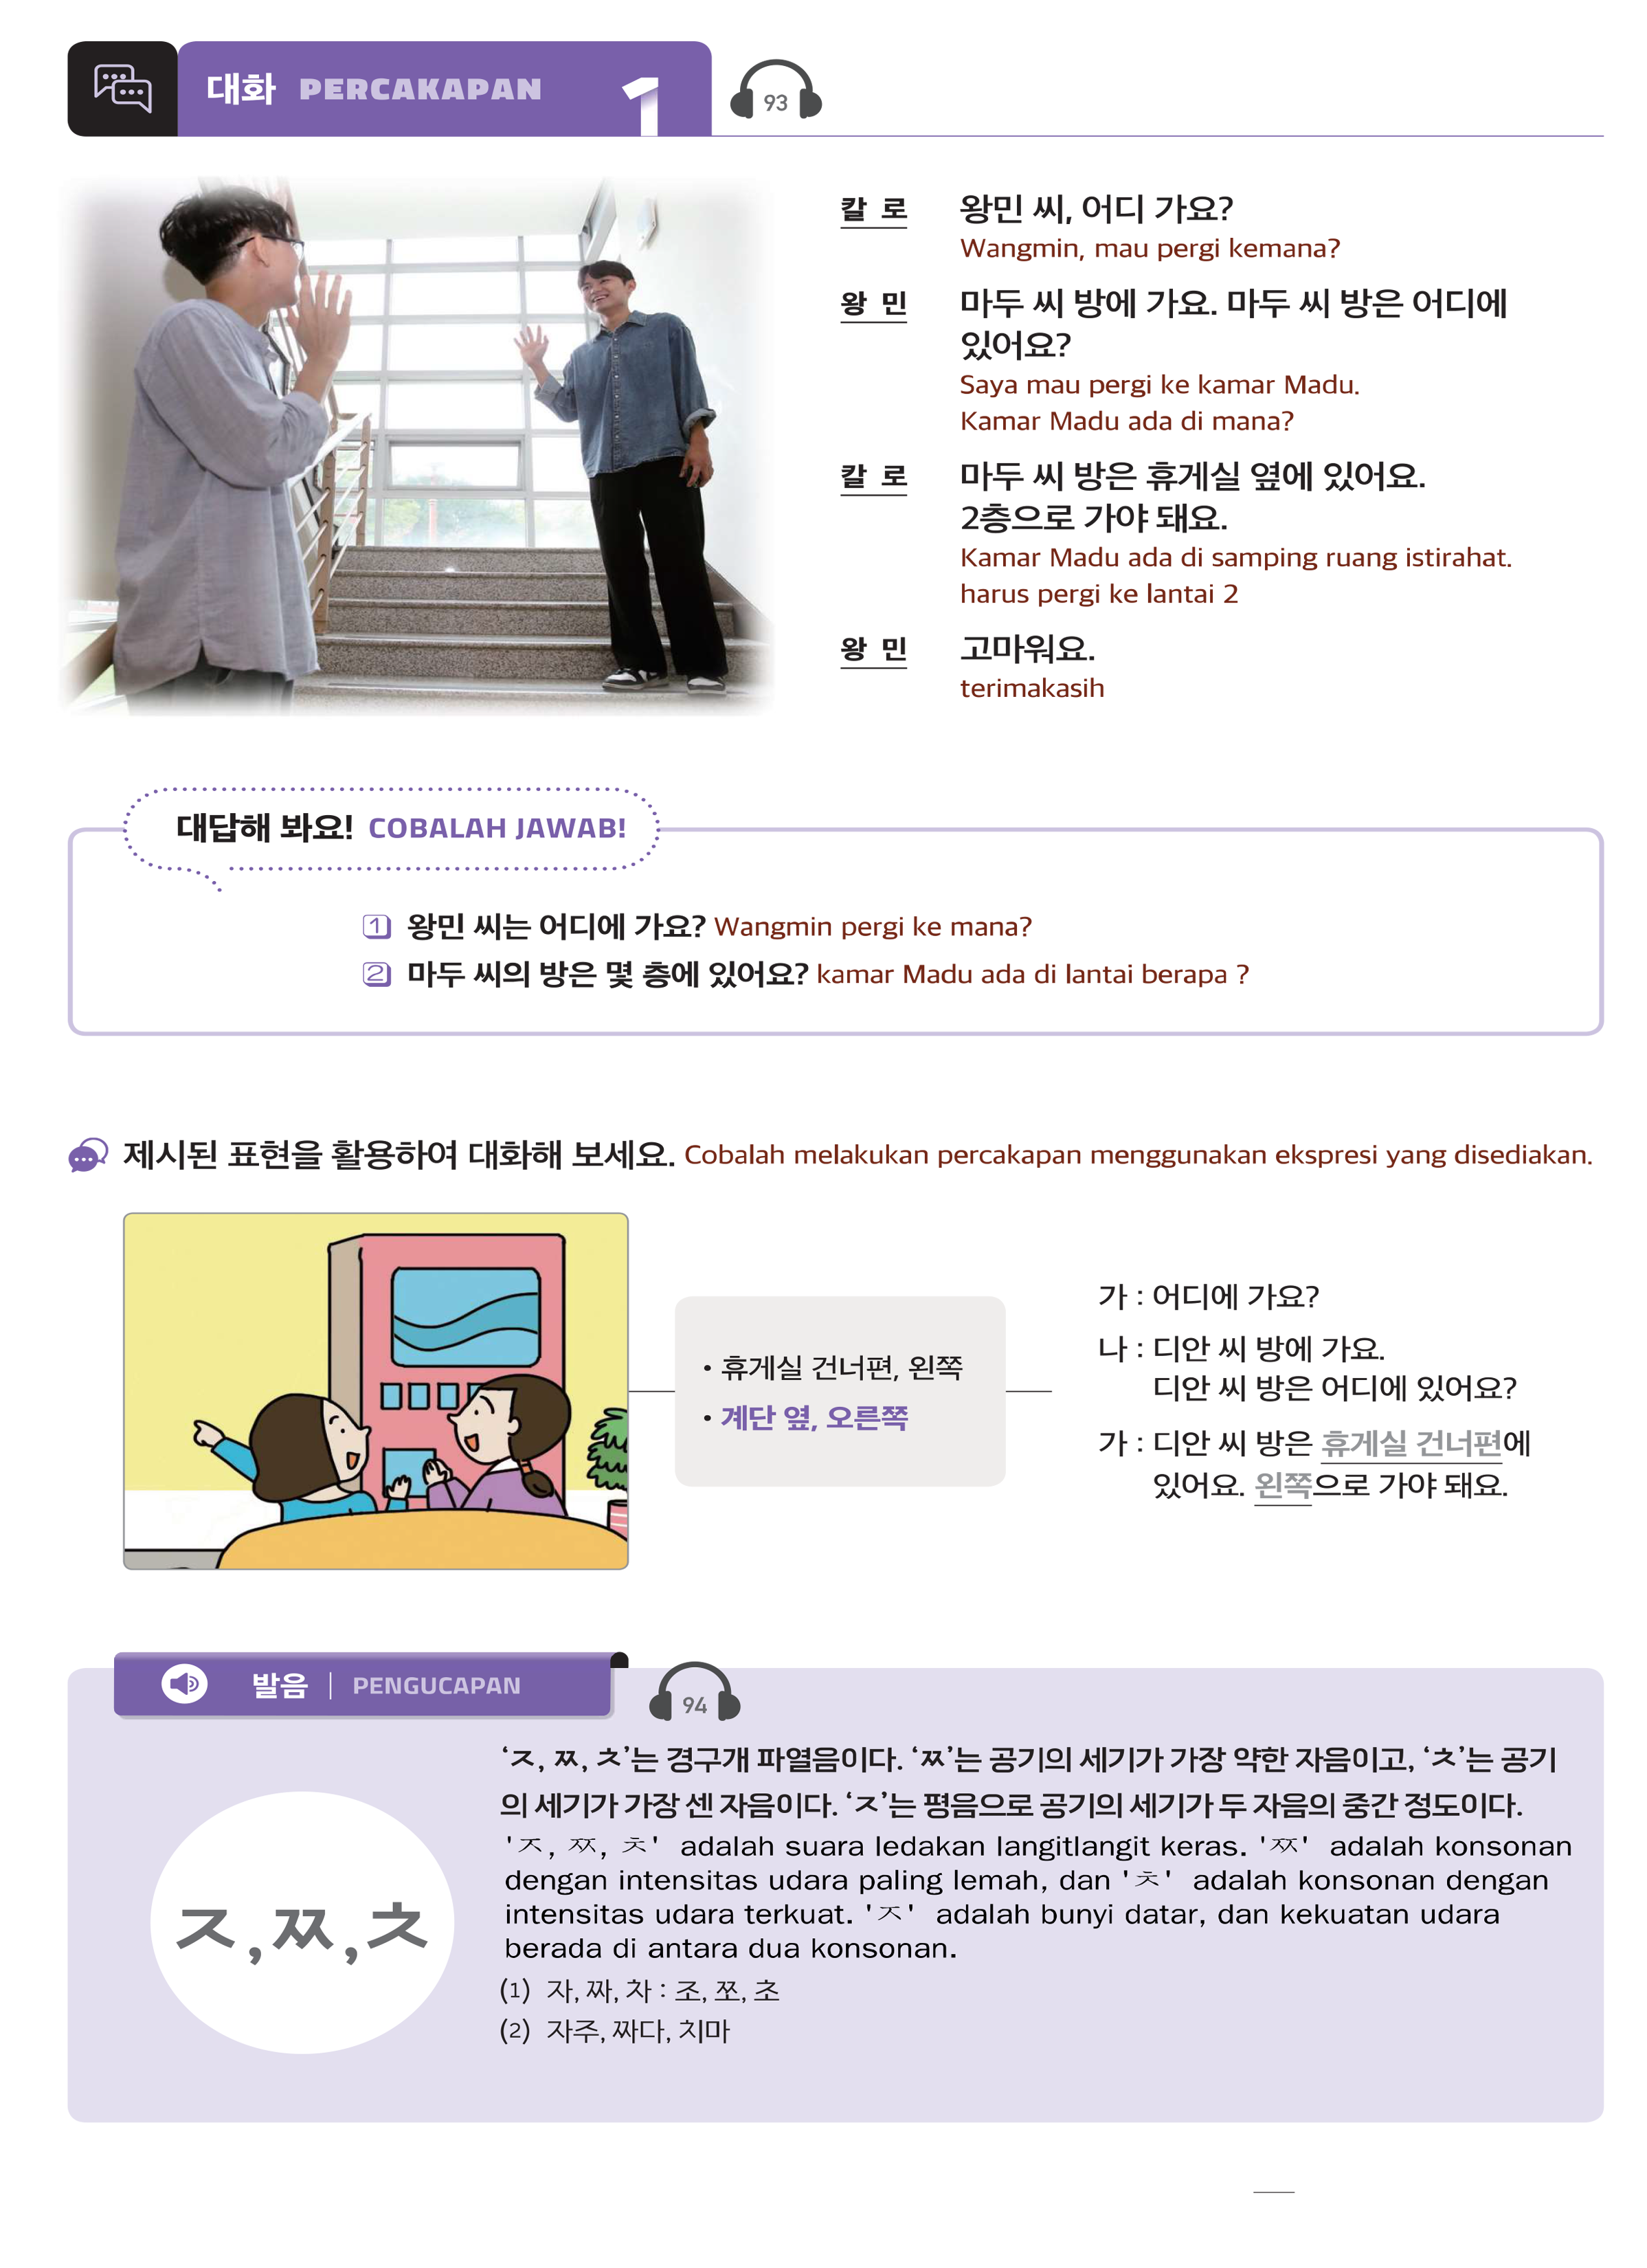 대화 PERCAKAPAN 1 93
칼 로 왕민 씨, 어디 가요?
Wangmin, mau pergi kemana?
왕 민 마두 씨 방에 가요. 마두 씨 방은 어디에
있어요?
Saya mau pergi ke kamar Madu.
Kamar Madu ada di mana?
칼 로 마두 씨 방은 휴게실 옆에 있어요.
2층으로 가야 돼요.
Kamar Madu ada di samping ruang istirahat.
harus pergi ke lantai 2
왕 민 고마워요.
terimakasih
대답해 봐요! COBALAH JAWAB!
1 왕민 씨는 어디에 가요? Wangmin pergi ke mana?
2 마두 씨의 방은 몇 층에 있어요? kamar Madu ada di lantai berapa ?
제시된 표현을 활용하여 대화해 보세요. Cobalah melakukan percakapan menggunakan ekspresi yang disediakan.
• 휴게실 건너편, 왼쪽
• 계단 옆, 오른쪽
가 : 어디에 가요?
나 : 디안 씨 방에 가요.
디안 씨 방은 어디에 있어요?
가 : 디안 씨 방은 휴게실 건너편에
있어요. 왼쪽으로 가야 돼요.
발음 | PENGUCAPAN 94
ㅈ, ㅉ, ㅊ
‘ㅈ, ㅉ, ㅊ’는 경구개 파열음이다. ‘ㅉ’는 공기의 세기가 가장 약한 자음이고, ‘ㅊ’는 공기
의 세기가 가장 센 자음이다. ‘ㅈ’는 평음으로 공기의 세기가 두 자음의 중간 정도이다.
'ㅈ, ㅉ, ㅊ' adalah suara ledakan langitlangit keras. 'ㅉ' adalah konsonan
dengan intensitas udara paling lemah, dan 'ㅊ' adalah konsonan dengan
intensitas udara terkuat. 'ㅈ' adalah bunyi datar, dan kekuatan udara
berada di antara dua konsonan.
(1) 자, 짜, 차 : 조, 쪼, 초
(2) 자주, 짜다, 치마